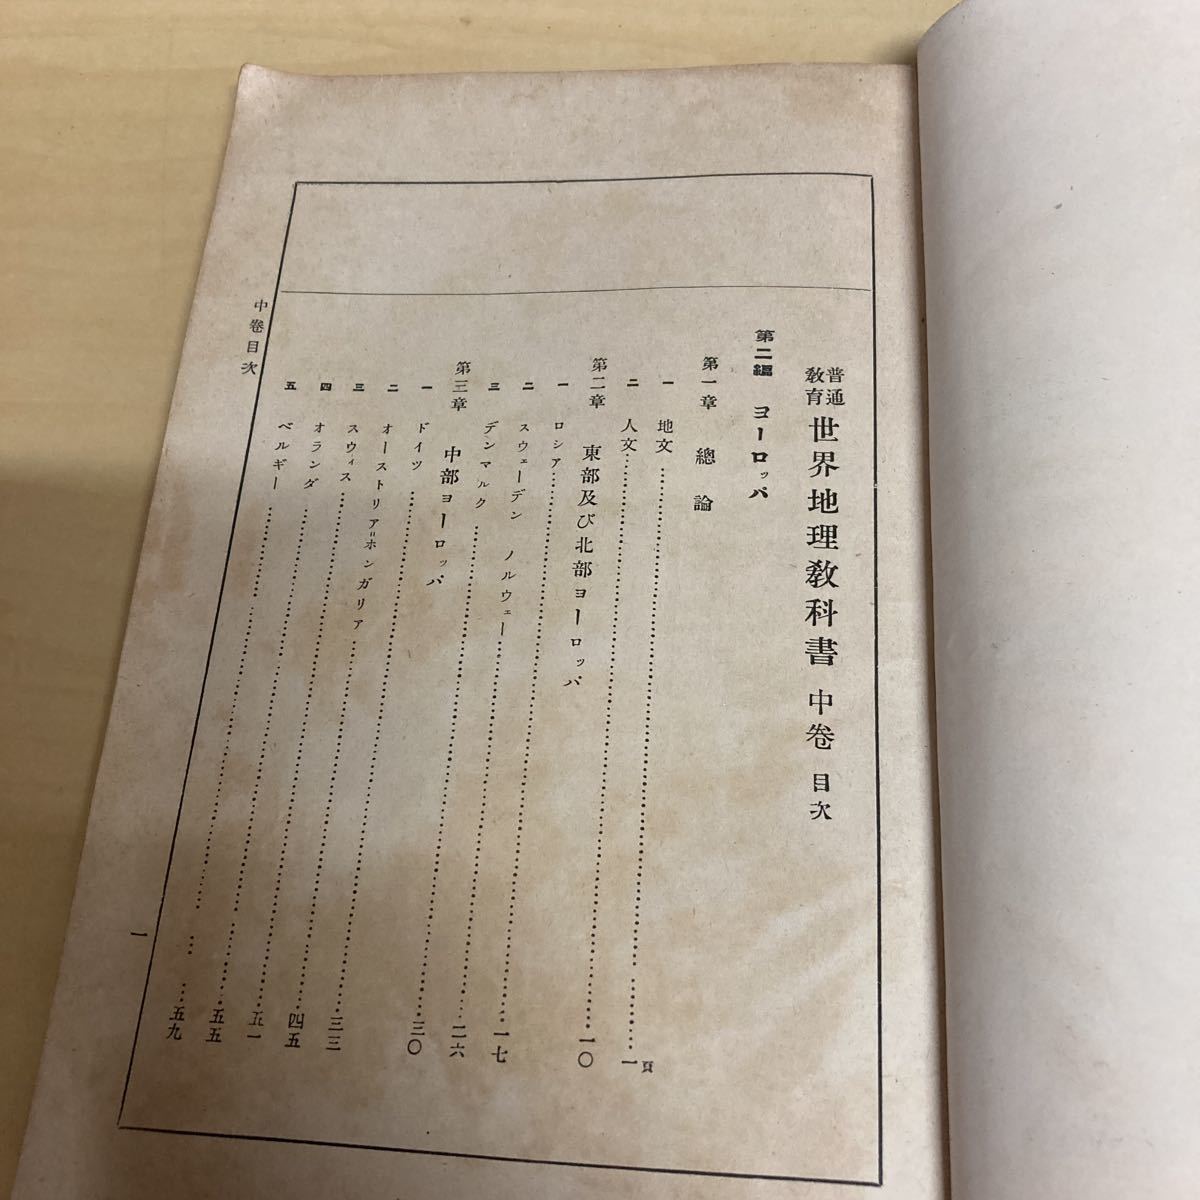 普通教育 世界地理敎科書 中卷 目次
第二編 ヨーロッパ
第一章 總論
一 地文……一頁
二 人文……一〇
第二章 東部及び北部ヨーロッパ
一 ロシア……一七
二 スウェーデン ノルウェー……二六
三 デンマルク……三〇
第三章 中部ヨーロッパ
一 ドイツ……三三
二 オーストリア＝ホンガリア……四五
三 スウィス……五一
四 オランダ……五五
五 ベルギー……五九
中卷目次
一